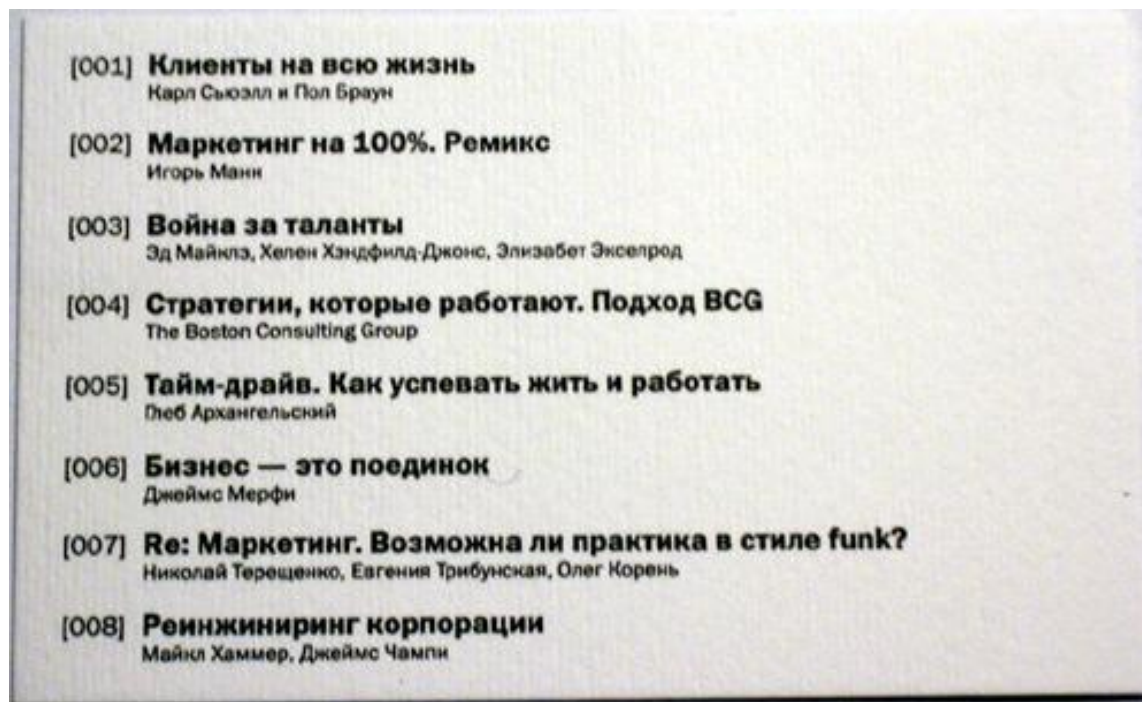 [001] Клиенты на всю жизнь
Карл Сьюэлл и Пол Браун
[002] Маркетинг на 100%. Ремикс
Игорь Манн
[003] Война за таланты
Эд Майклз, Хелен Хэндфилд-Джонс, Элизабет Экселрод
[004] Стратегии, которые работают. Подход BCG
The Boston Consulting Group
[005] Тайм-драйв. Как успевать жить и работать
Глеб Архангельский
[006] Бизнес — это поединок
Джеймс Мерфи
[007] Re: Маркетинг. Возможна ли практика в стиле funk?
Николай Терещенко, Евгения Трибунская, Олег Корень
[008] Реинжиниринг корпорации
Майкл Хаммер, Джеймс Чампи